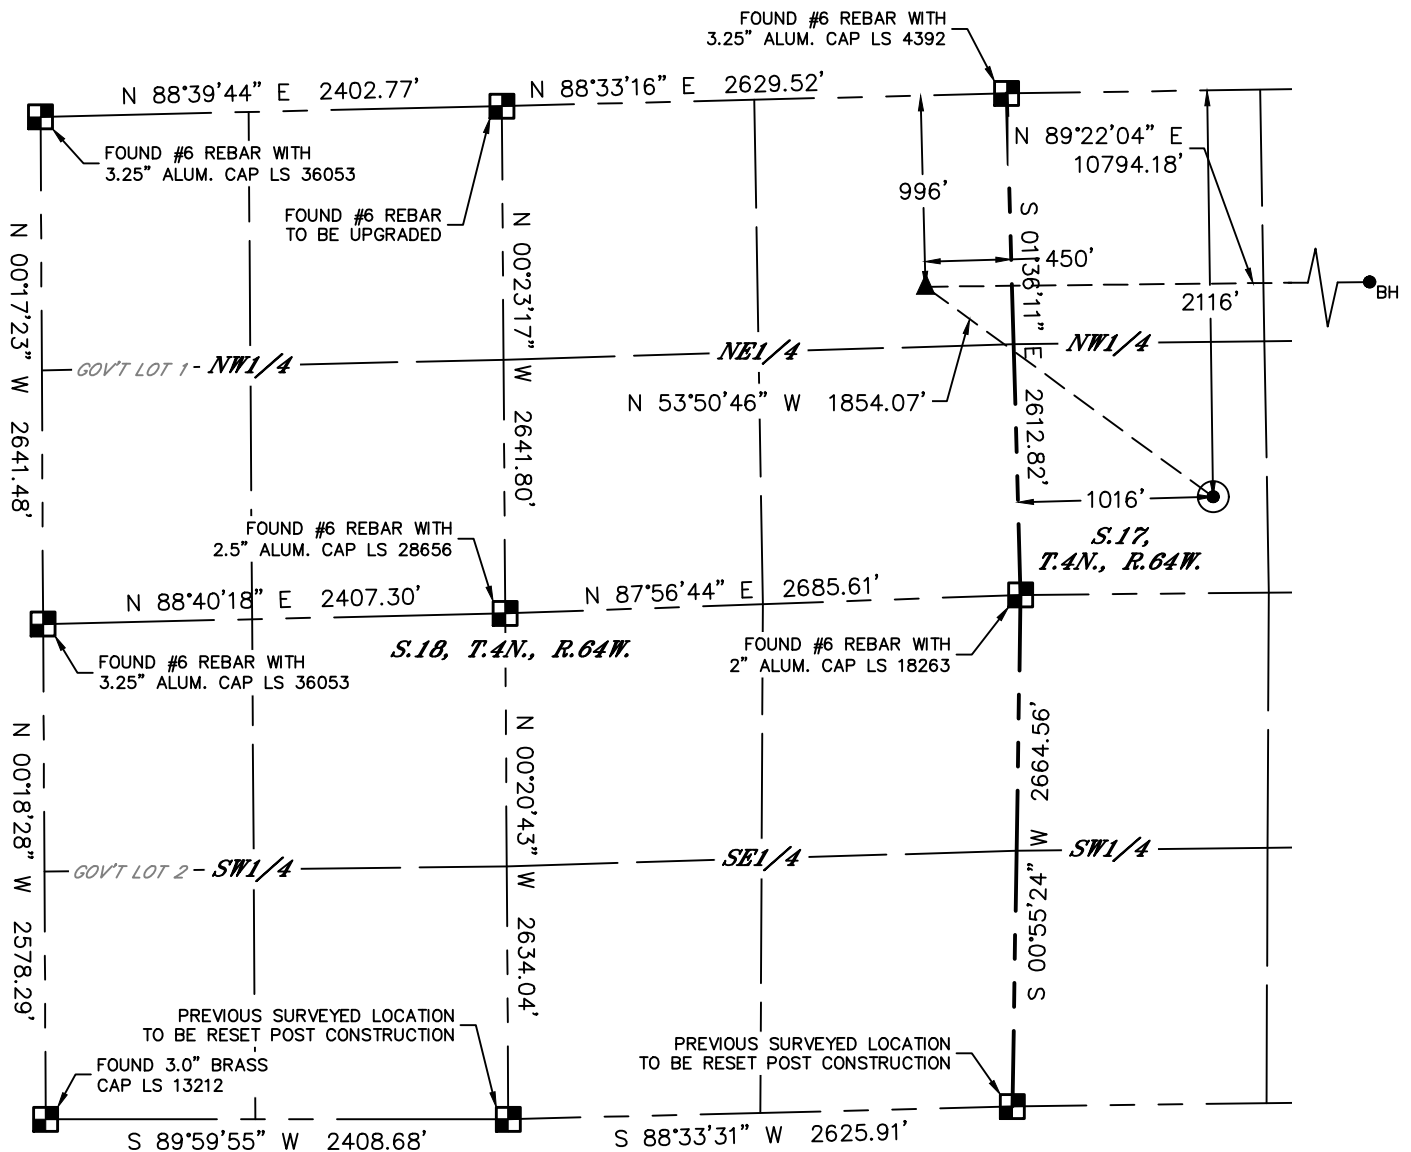 FOUND #6 REBAR WITH
3.25" ALUM. CAP LS 4392
N 88°39'44" E 2402.77'
N 88°33'16" E 2629.52'
FOUND #6 REBAR WITH
3.25" ALUM. CAP LS 36053
N 89°22'04" E
10794.18'
996'
FOUND #6 REBAR
TO BE UPGRADED
N 00°17'23" W 2641.48'
N 00°23'17" W 2641.80'
S 01°36'11" E 2612.82'
450'
2116'
BH
GOV'T LOT 1
NW1/4
NE1/4
NW1/4
N 53°50'46" W 1854.07'
1016'
FOUND #6 REBAR WITH
2.5" ALUM. CAP LS 28656
S.17,
T.4N., R.64W.
N 88°40'18" E 2407.30'
N 87°56'44" E 2685.61'
S.18, T.4N., R.64W.
FOUND #6 REBAR WITH
2" ALUM. CAP LS 18263
FOUND #6 REBAR WITH
3.25" ALUM. CAP LS 36053
N 00°18'28" W 2578.29'
N 00°20'43" W 2634.04'
S 00°55'24" W 2664.56'
GOV'T LOT 2
SW1/4
SE1/4
SW1/4
PREVIOUS SURVEYED LOCATION
TO BE RESET POST CONSTRUCTION
PREVIOUS SURVEYED LOCATION
TO BE RESET POST CONSTRUCTION
FOUND 3.0" BRASS
CAP LS 13212
S 89°59'55" W 2408.68'
S 88°33'31" W 2625.91'